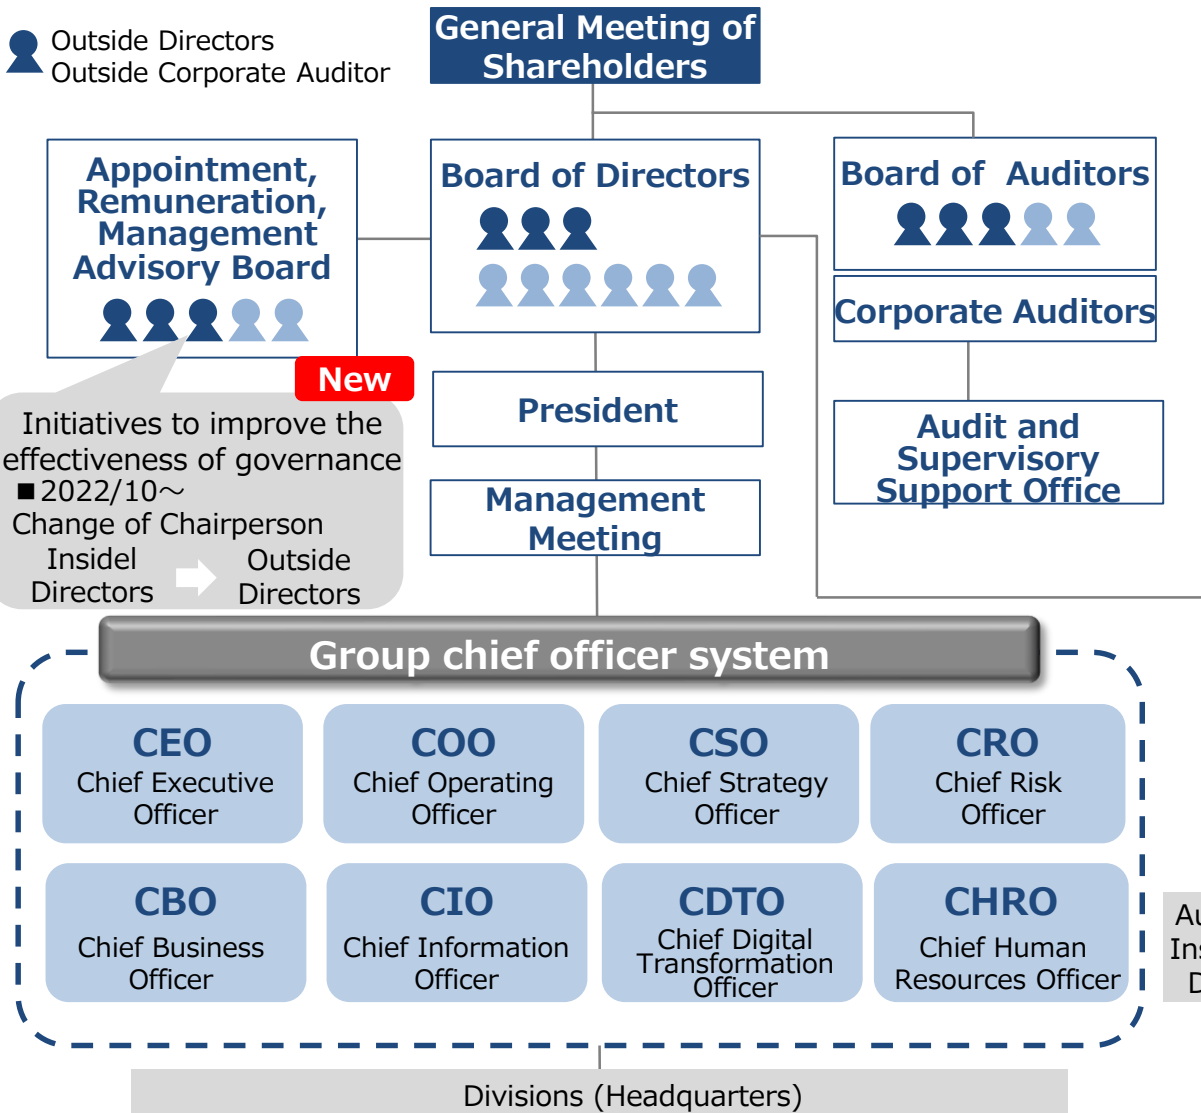 Outside Directors
Outside Corporate Auditor
General Meeting of
Shareholders
Appointment,
Remuneration,
Management
Advisory Board
Board of Directors
Board of Auditors
Corporate Auditors
New
Initiatives to improve the
effectiveness of governance
■2022/10～
Change of Chairperson
Insidel
Directors
Outside
Directors
President
Audit and
Supervisory
Support Office
Management
Meeting
Group chief officer system
CEO
Chief Executive
Officer
COO
Chief Operating
Officer
CSO
Chief Strategy
Officer
CRO
Chief Risk
Officer
CBO
Chief Business
Officer
CIO
Chief Information
Officer
CDTO
Chief Digital
Transformation
Officer
CHRO
Chief Human
Resources Officer
Divisions (Headquarters)